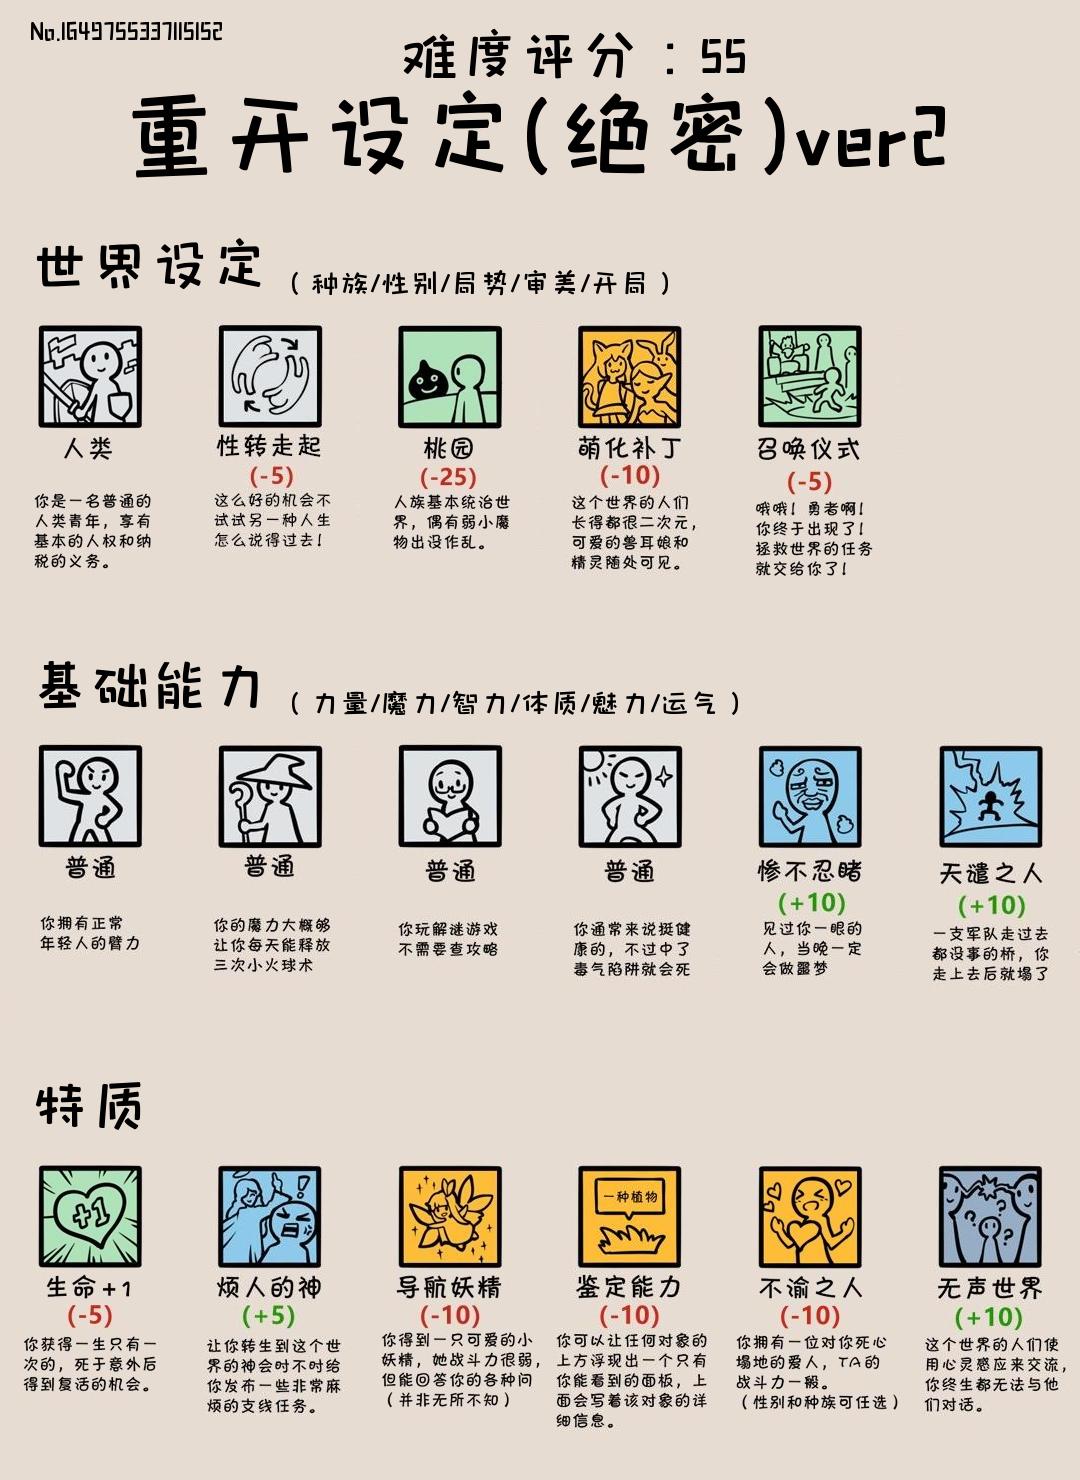 No.1649755337115152
难度评分：55
重开设定(绝密)ver2
世界设定 （种族/性别/局势/审美/开局）
人类
你是一名普通的
人类青年，享有
基本的人权和纳
税的义务。
性转走起
(-5)
这么好的机会不
试试另一种人生
怎么说得过去！
桃园
(-25)
人族基本统治世
界，偶有弱小魔
物出没作乱。
萌化补丁
(-10)
这个世界的人们
长得都很二次元，
可爱的兽耳娘和
精灵随处可见。
召唤仪式
(-5)
哦哦！勇者啊！
你终于出现了！
拯救世界的任务
就交给你了！
基础能力 （力量/魔力/智力/体质/魅力/运气）
普通
你拥有正常
年轻人的臂力
普通
你的魔力大概够
让你每天能释放
三次小火球术
普通
你玩解谜游戏
不需要查攻略
普通
你通常来说挺健
康的，不过中了
毒气陷阱就会死
惨不忍睹
(+10)
见过你一眼的
人，当晚一定
会做噩梦
天谴之人
(+10)
一支军队走过去
都没事的桥，你
走上去后就塌了
特质
+1
生命+1
(-5)
你获得一生只有一
次的，死于意外后
得到复活的机会。
烦人的神
(+5)
让你转生到这个世
界的神会时不时给
你发布一些非常麻
烦的支线任务。
导航妖精
(-10)
你得到一只可爱的小
妖精，她战斗力很弱，
但能回答你的各种问
（并非无所不知）
一种植物
鉴定能力
(-10)
你可以让任何对象的
上方浮现出一个只有
你能看到的面板，上
面会写着该对象的详
细信息。
不渝之人
(-10)
你拥有一位对你死心
塌地的爱人，TA的
战斗力一般。
（性别和种族可任选）
无声世界
(+10)
这个世界的人们使
用心灵感应来交流，
你终生都无法与他
们对话。